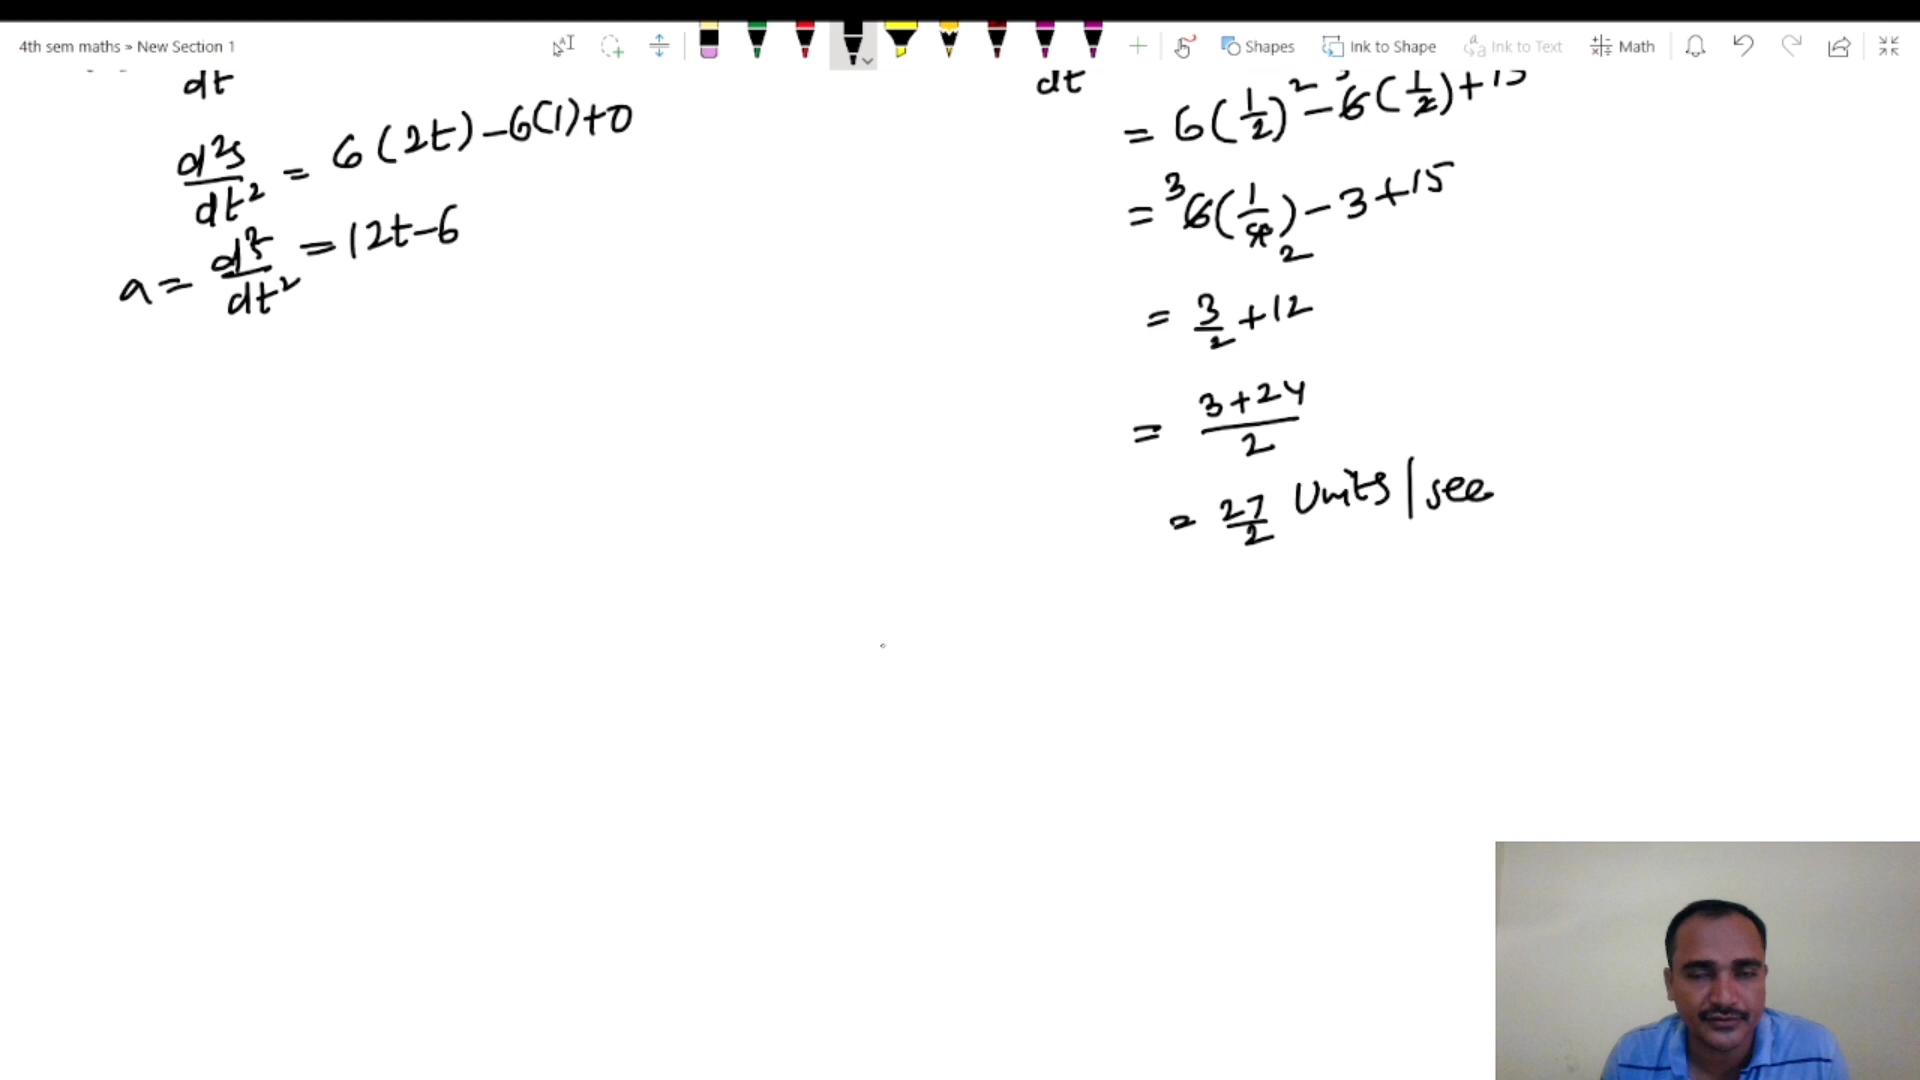 4th sem maths » New Section 1
Shapes
Ink to Shape
Ink to Text
Math
dt
d²s/dt² = 6(2t)-6(1)+0
a = d²s/dt² = 12t-6
dt
= 6(1/2)² - 6(1/2)+15
= ³6(1/4)-3+15
2
= 3/2 +12
= 3+24/2
= 27/2 Units/sec